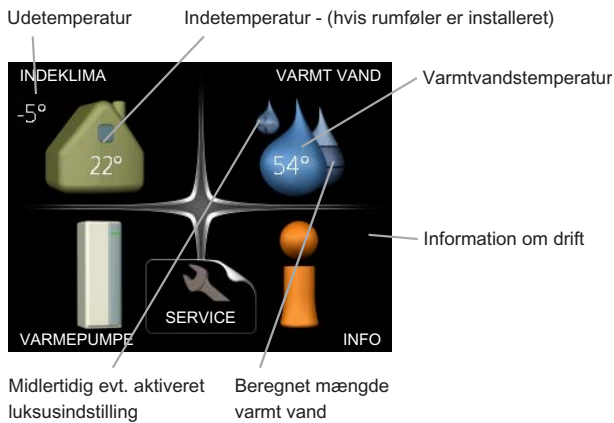 Udetemperatur
Indetemperatur - (hvis rumføler er installeret)
INDEKLIMA
VARMT VAND
Varmtvandstemperatur
-5°
22°
54°
Information om drift
SERVICE
VARMEPUMPE
INFO
Midlertidig evt. aktiveret
luksusindstilling
Beregnet mængde
varmt vand